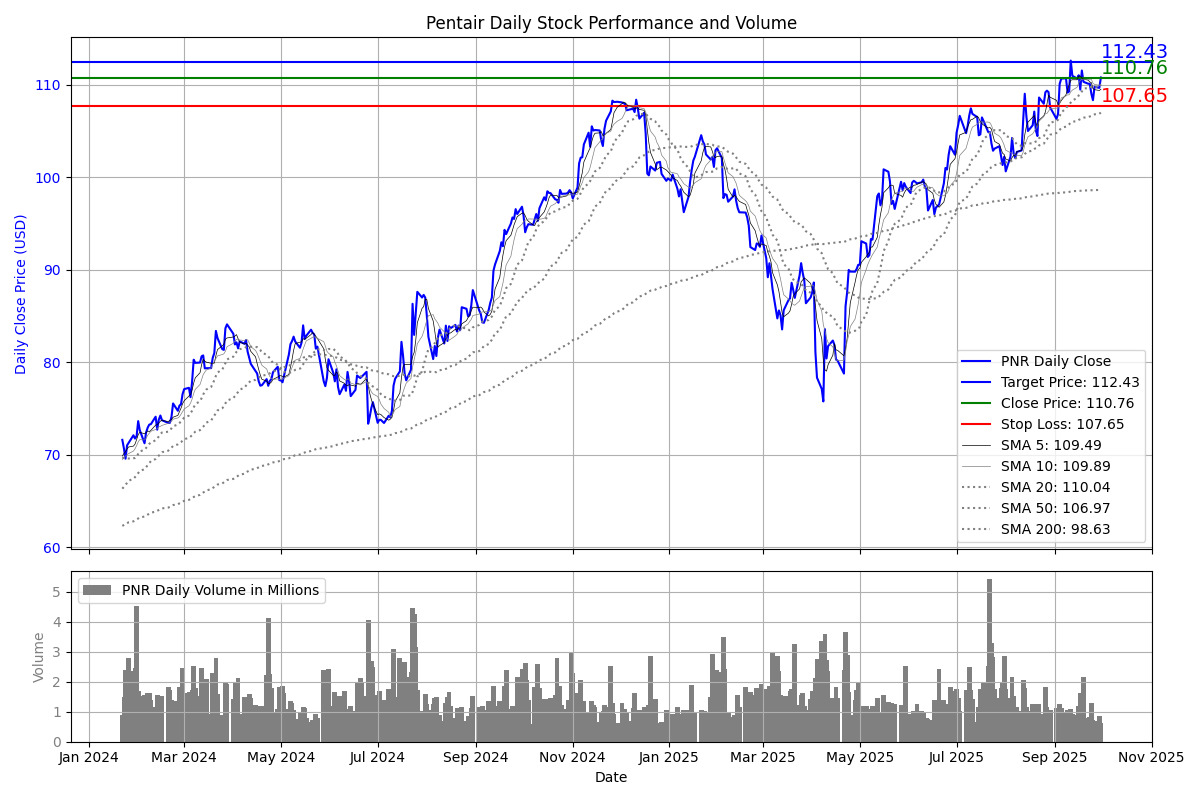 Pentair Daily Stock Performance and Volume
112.43
110.76
107.65
110
100
90
80
70
60
Daily Close Price (USD)
PNR Daily Close
Target Price: 112.43
Close Price: 110.76
Stop Loss: 107.65
SMA 5: 109.49
SMA 10: 109.89
SMA 20: 110.04
SMA 50: 106.97
SMA 200: 98.63
PNR Daily Volume in Millions
5
4
3
2
1
0
Volume
Jan 2024 Mar 2024 May 2024 Jul 2024 Sep 2024 Nov 2024 Jan 2025 Mar 2025 May 2025 Jul 2025 Sep 2025 Nov 2025
Date